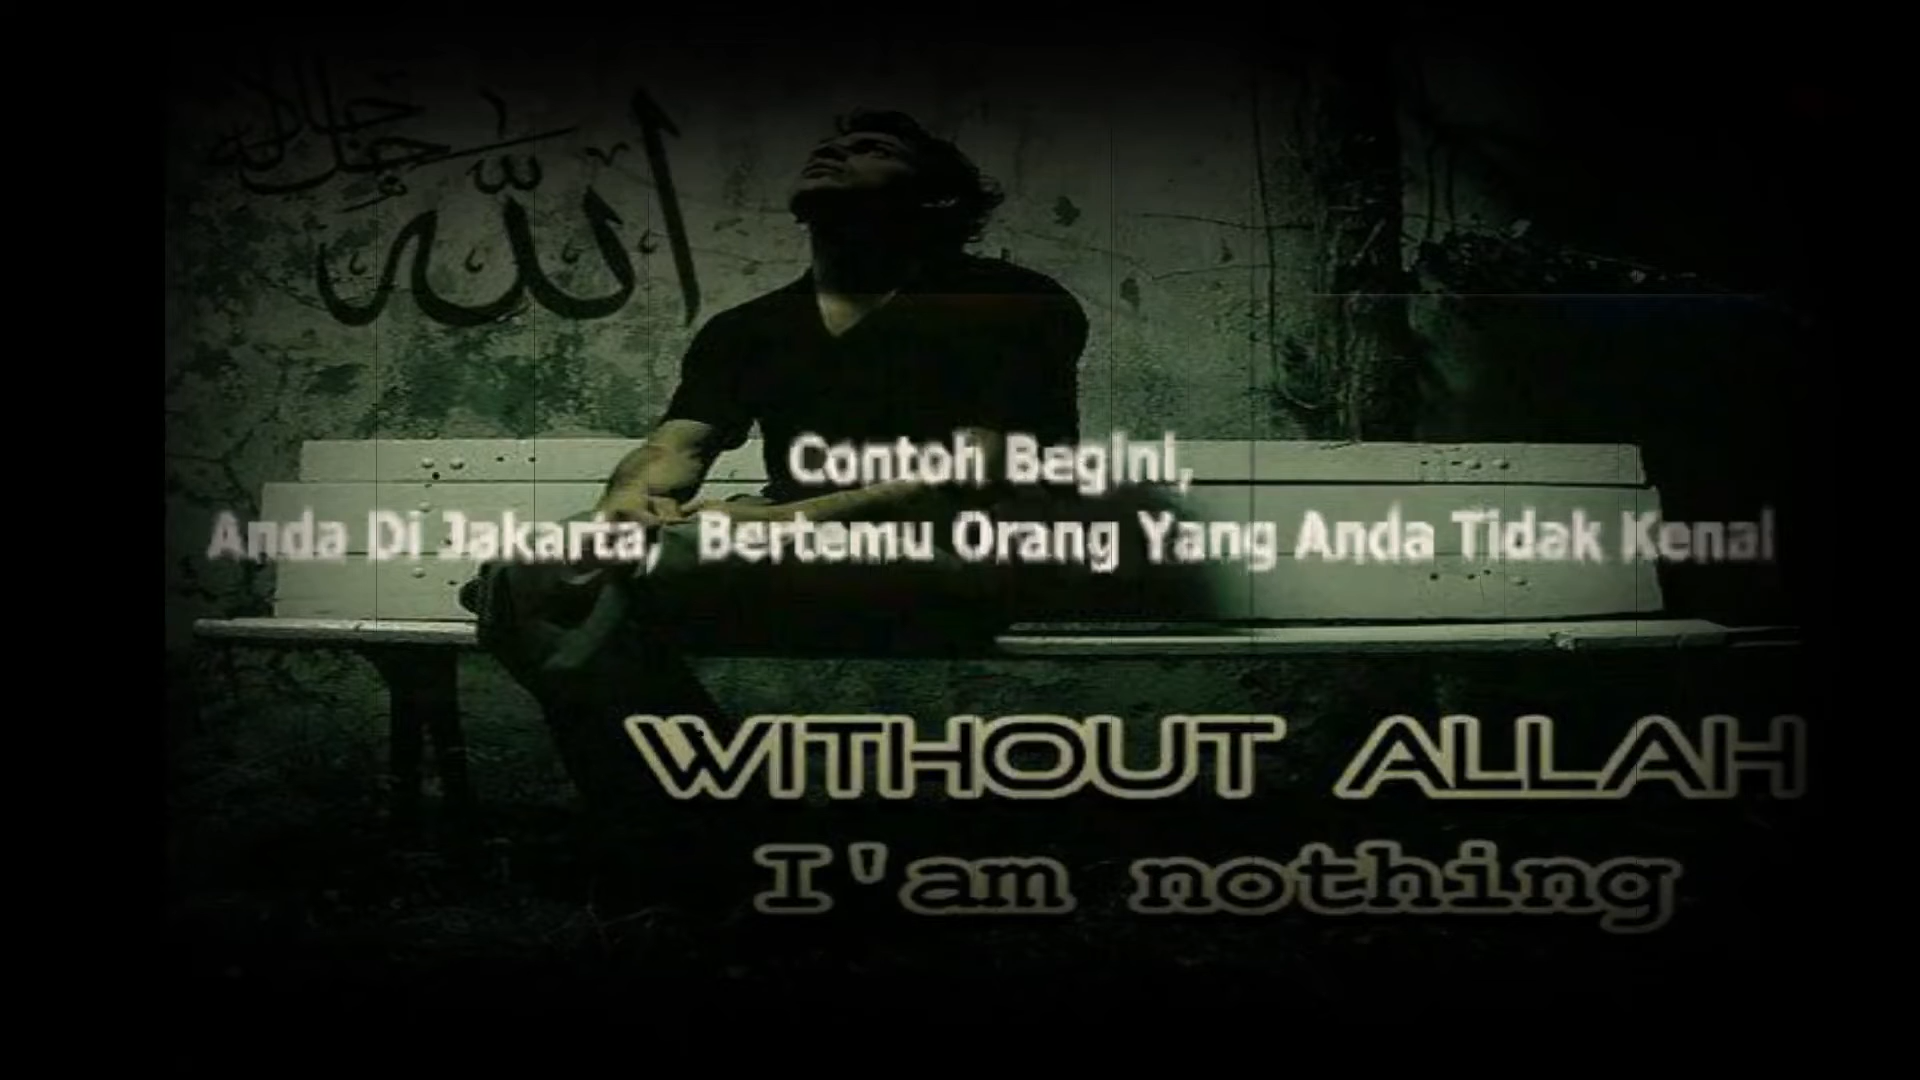 الله
جل جلاله
Contoh Begini,
Anda Di Jakarta, Bertemu Orang Yang Anda Tidak Kenal
WITHOUT ALLAH
I'am nothing